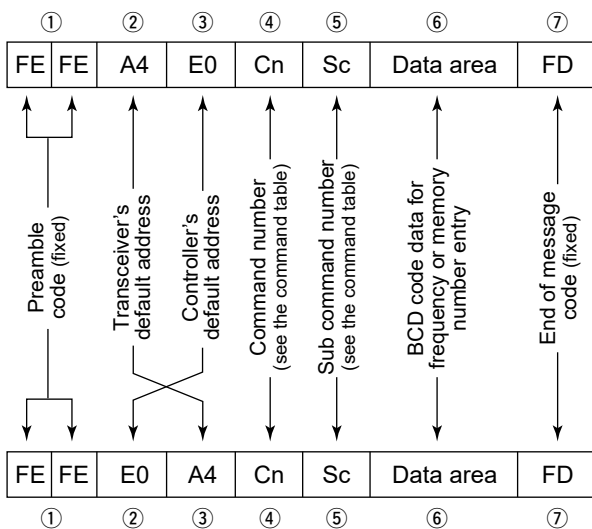 ① ② ③ ④ ⑤ ⑥ ⑦
FE FE A4 E0 Cn Sc Data area FD
Preamble
code (fixed)
Transceiver's
default address
Controller's
default address
Command number
(see the command table)
Sub command number
(see the command table)
BCD code data for
frequency or memory
number entry
End of message
code (fixed)
FE FE E0 A4 Cn Sc Data area FD
① ② ③ ④ ⑤ ⑥ ⑦